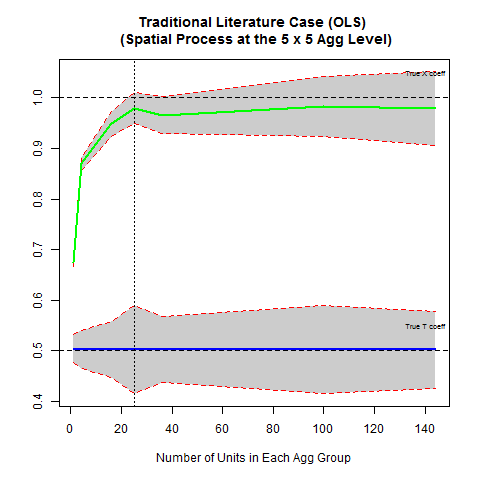 Traditional Literature Case (OLS)
(Spatial Process at the 5 x 5 Agg Level)
True X coeff
True T coeff
1.0
0.9
0.8
0.7
0.6
0.5
0.4
0 20 40 60 80 100 120 140
Number of Units in Each Agg Group